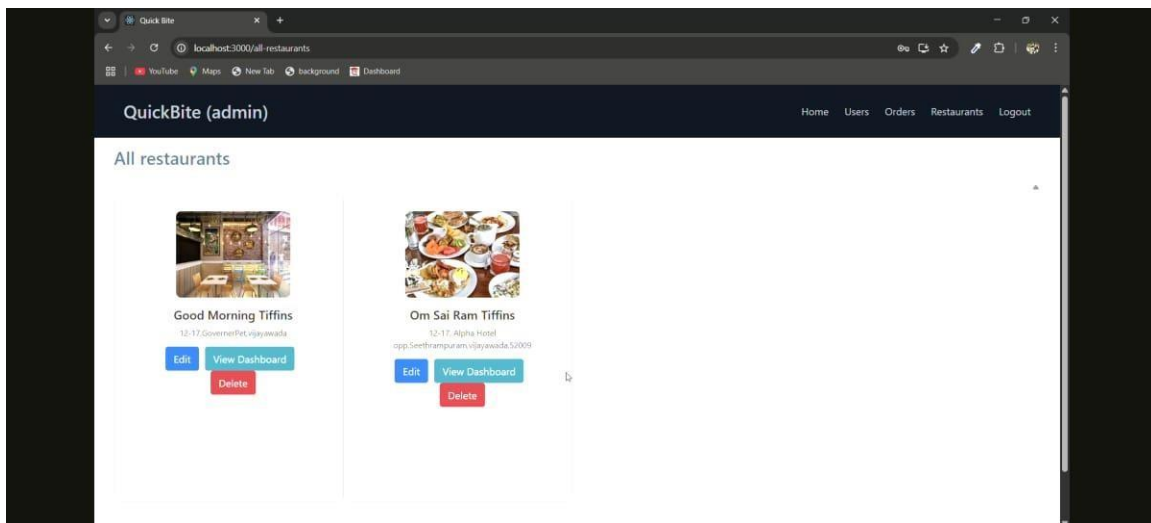 Quick Bite
localhost:3000/all-restaurants
YouTube Maps New Tab background Dashboard
QuickBite (admin) Home Users Orders Restaurants Logout
All restaurants
Good Morning Tiffins
12-17,GovernerPet,vijayawada
Edit View Dashboard
Delete
Om Sai Ram Tiffins
12-17, Alpha Hotel
opp.Seethrampuram,vijayawada,52009
Edit View Dashboard
Delete